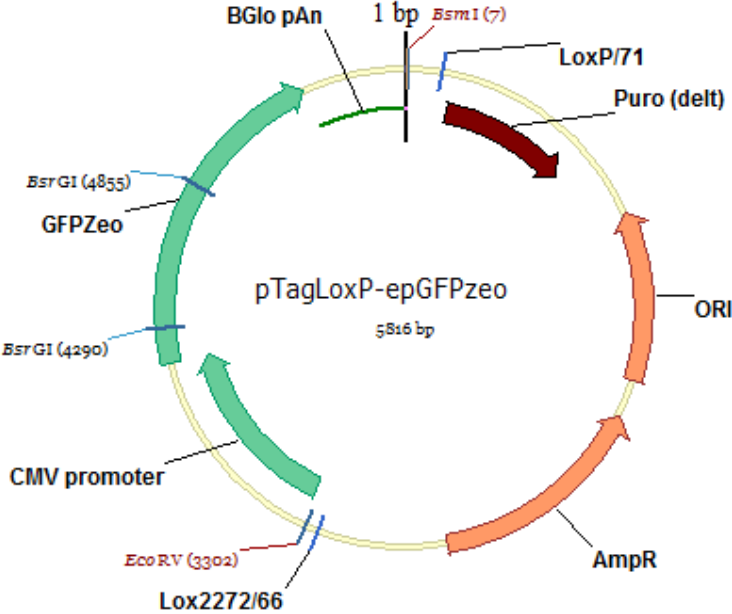 BGlo pAn
1 bp
BsmI (7)
LoxP/71
Puro (delt)
BsrGI (4855)
GFPZeo
pTagLoxP-epGFPzeo
5816 bp
ORI
BsrGI (4290)
CMV promoter
EcoRV (3302)
AmpR
Lox2272/66